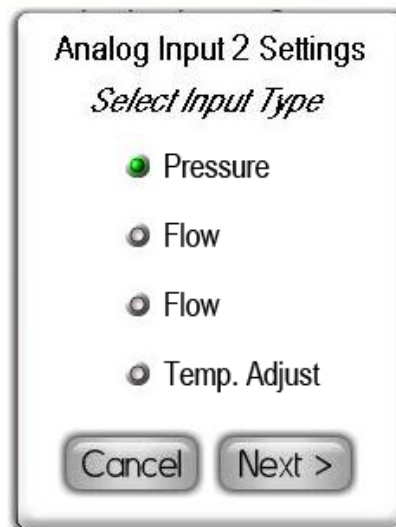 Analog Input 2 Settings
Select Input Type
Pressure
Flow
Flow
Temp. Adjust
Cancel Next >